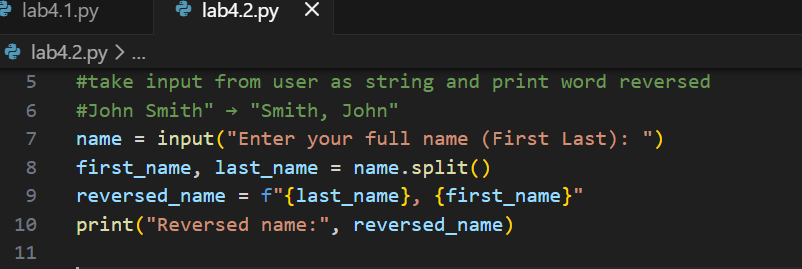 lab4.1.py lab4.2.py
lab4.2.py > ...
5 #take input from user as string and print word reversed
6 #John Smith" → "Smith, John"
7 name = input("Enter your full name (First Last): ")
8 first_name, last_name = name.split()
9 reversed_name = f"{last_name}, {first_name}"
10 print("Reversed name:", reversed_name)
11